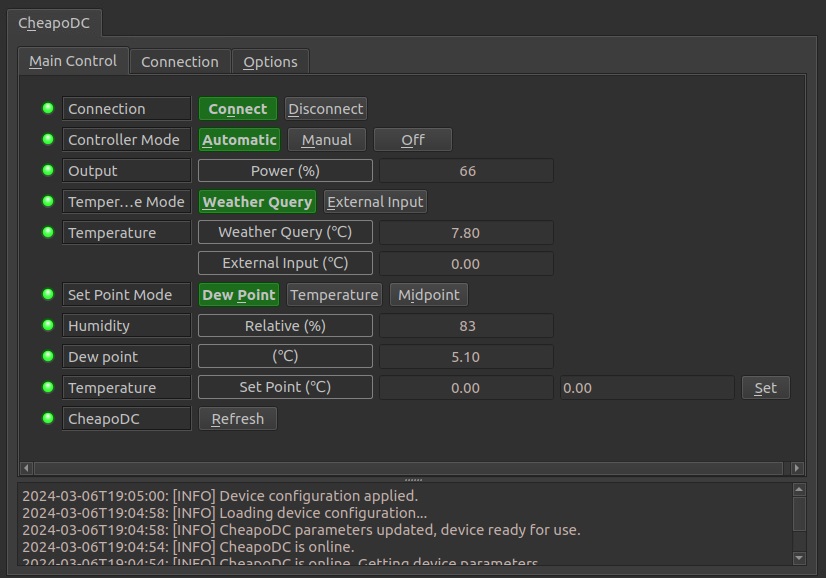 CheapoDC
Main Control Connection Options
Connection Connect Disconnect
Controller Mode Automatic Manual Off
Output Power (%) 66
Temper...e Mode Weather Query External Input
Temperature Weather Query (℃) 7.80
External Input (℃) 0.00
Set Point Mode Dew Point Temperature Midpoint
Humidity Relative (%) 83
Dew point (℃) 5.10
Temperature Set Point (℃) 0.00 0.00 Set
CheapoDC Refresh
2024-03-06T19:05:00: [INFO] Device configuration applied.
2024-03-06T19:04:58: [INFO] Loading device configuration...
2024-03-06T19:04:58: [INFO] CheapoDC parameters updated, device ready for use.
2024-03-06T19:04:54: [INFO] CheapoDC is online.
2024-03-06T19:04:54: [INFO] CheapoDC is online. Getting device parameters